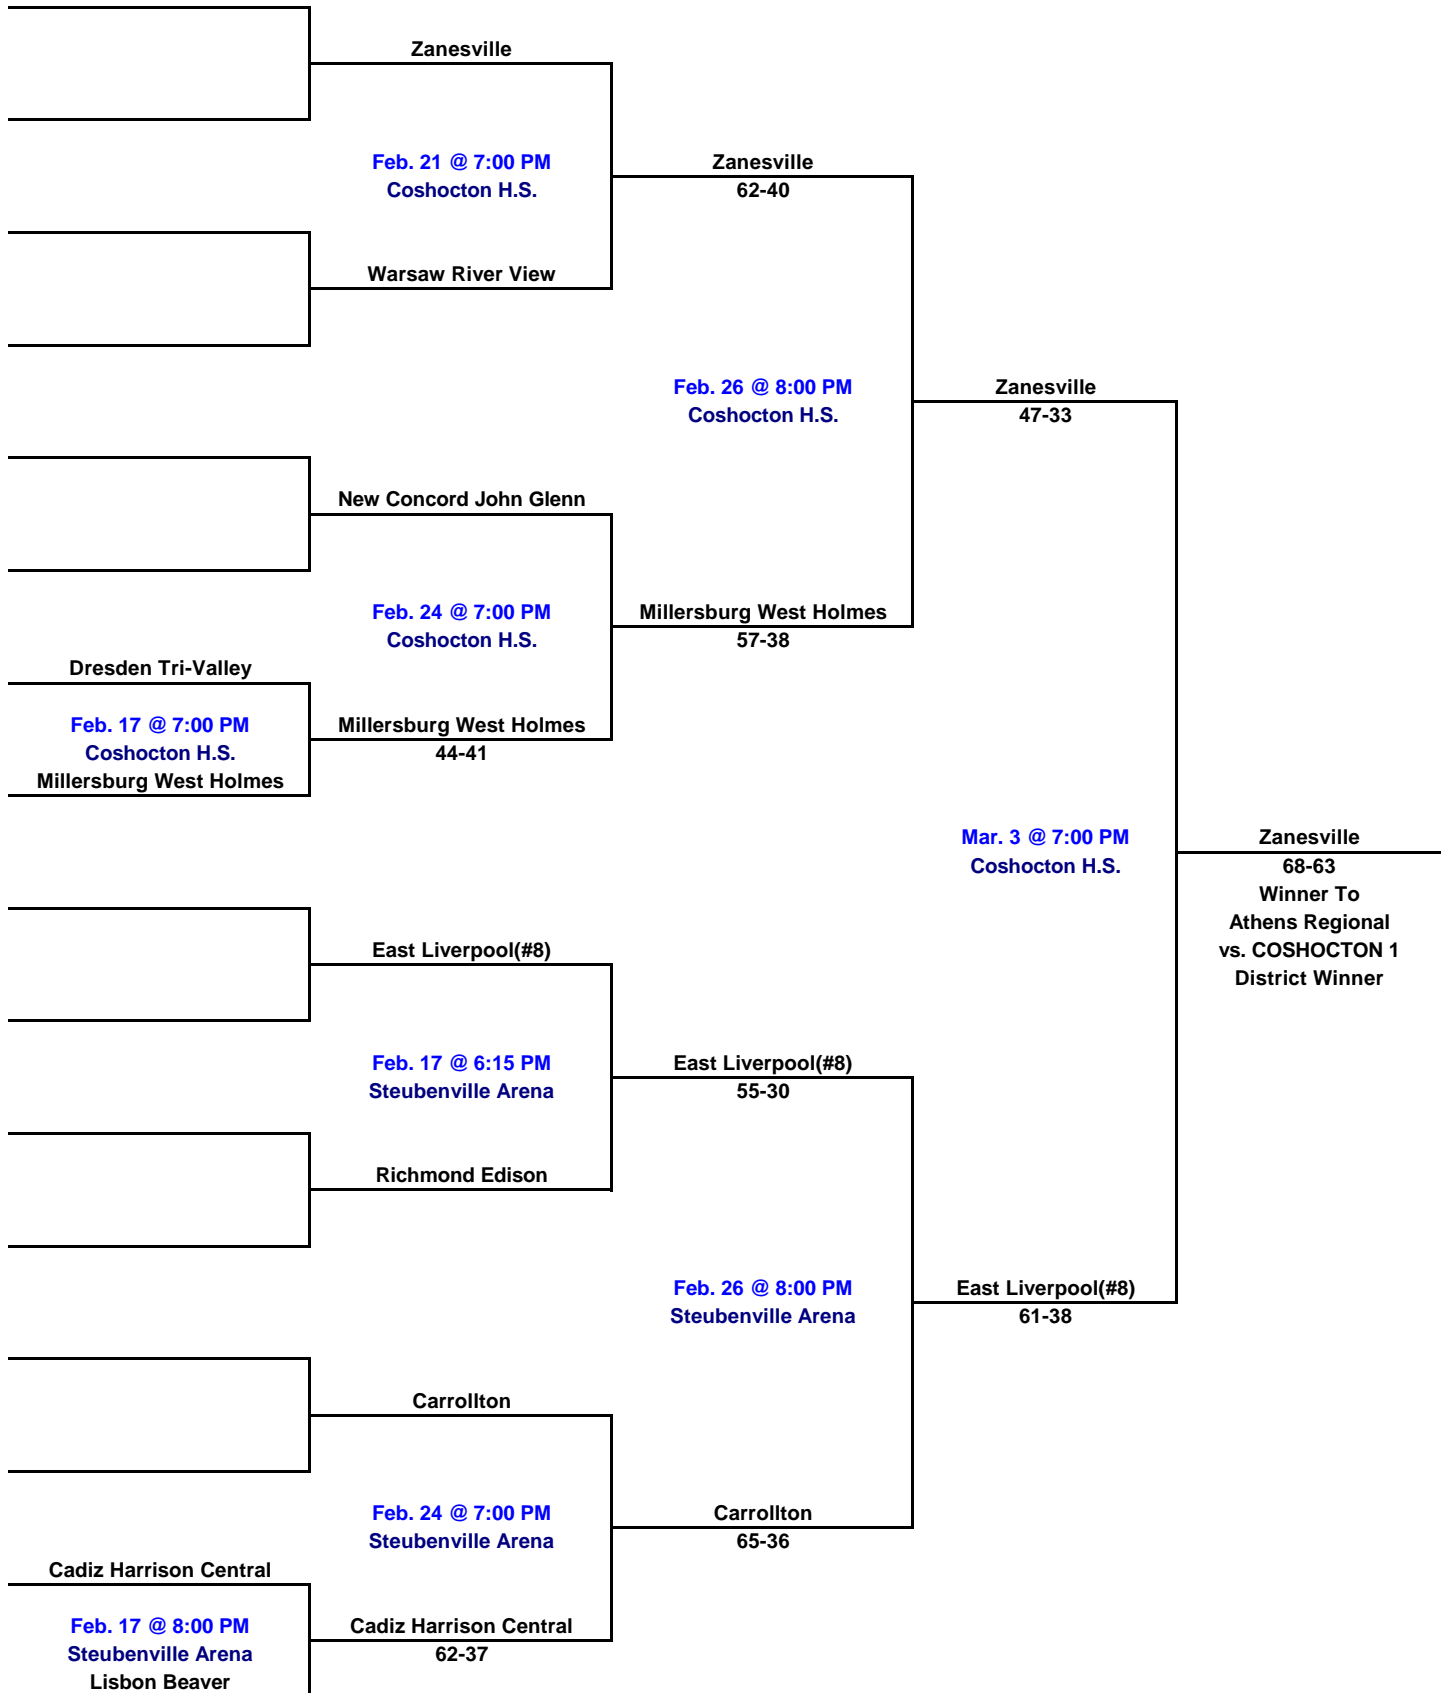 Zanesville
Feb. 21 @ 7:00 PM
Coshocton H.S.
Zanesville
62-40
Warsaw River View
Feb. 26 @ 8:00 PM
Coshocton H.S.
Zanesville
47-33
New Concord John Glenn
Feb. 24 @ 7:00 PM
Coshocton H.S.
Millersburg West Holmes
57-38
Dresden Tri-Valley
Feb. 17 @ 7:00 PM
Coshocton H.S.
Millersburg West Holmes
Millersburg West Holmes
44-41
Mar. 3 @ 7:00 PM
Coshocton H.S.
Zanesville
68-63
Winner To
Athens Regional
vs. COSHOCTON 1
District Winner
East Liverpool(#8)
Feb. 17 @ 6:15 PM
Steubenville Arena
East Liverpool(#8)
55-30
Richmond Edison
Feb. 26 @ 8:00 PM
Steubenville Arena
East Liverpool(#8)
61-38
Carrollton
Feb. 24 @ 7:00 PM
Steubenville Arena
Carrollton
65-36
Cadiz Harrison Central
Feb. 17 @ 8:00 PM
Steubenville Arena
Lisbon Beaver
Cadiz Harrison Central
62-37